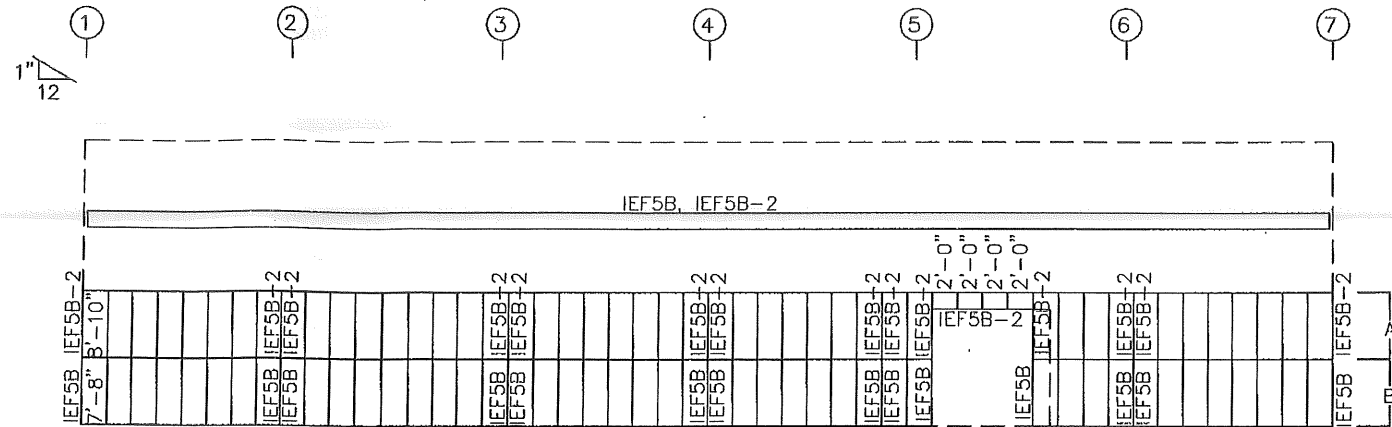 1 2 3 4 5 6 7
1"
12
IEF5B, IEF5B-2
2'-0" 2'-0" 2'-0" 2'-0"
IEF5B-2 8'-10" IEF5B-2 IEF5B-2 IEF5B-2 IEF5B-2 IEF5B-2 IEF5B-2 IEF5B-2 IEF5B-2 IEF5B-2 IEF5B-2 IEF5B-2 IEF5B-2 IEF5B-2 IEF5B-2 A
IEF5B 7'-8" IEF5B IEF5B IEF5B IEF5B IEF5B IEF5B IEF5B IEF5B IEF5B IEF5B IEF5B IEF5B IEF5B B